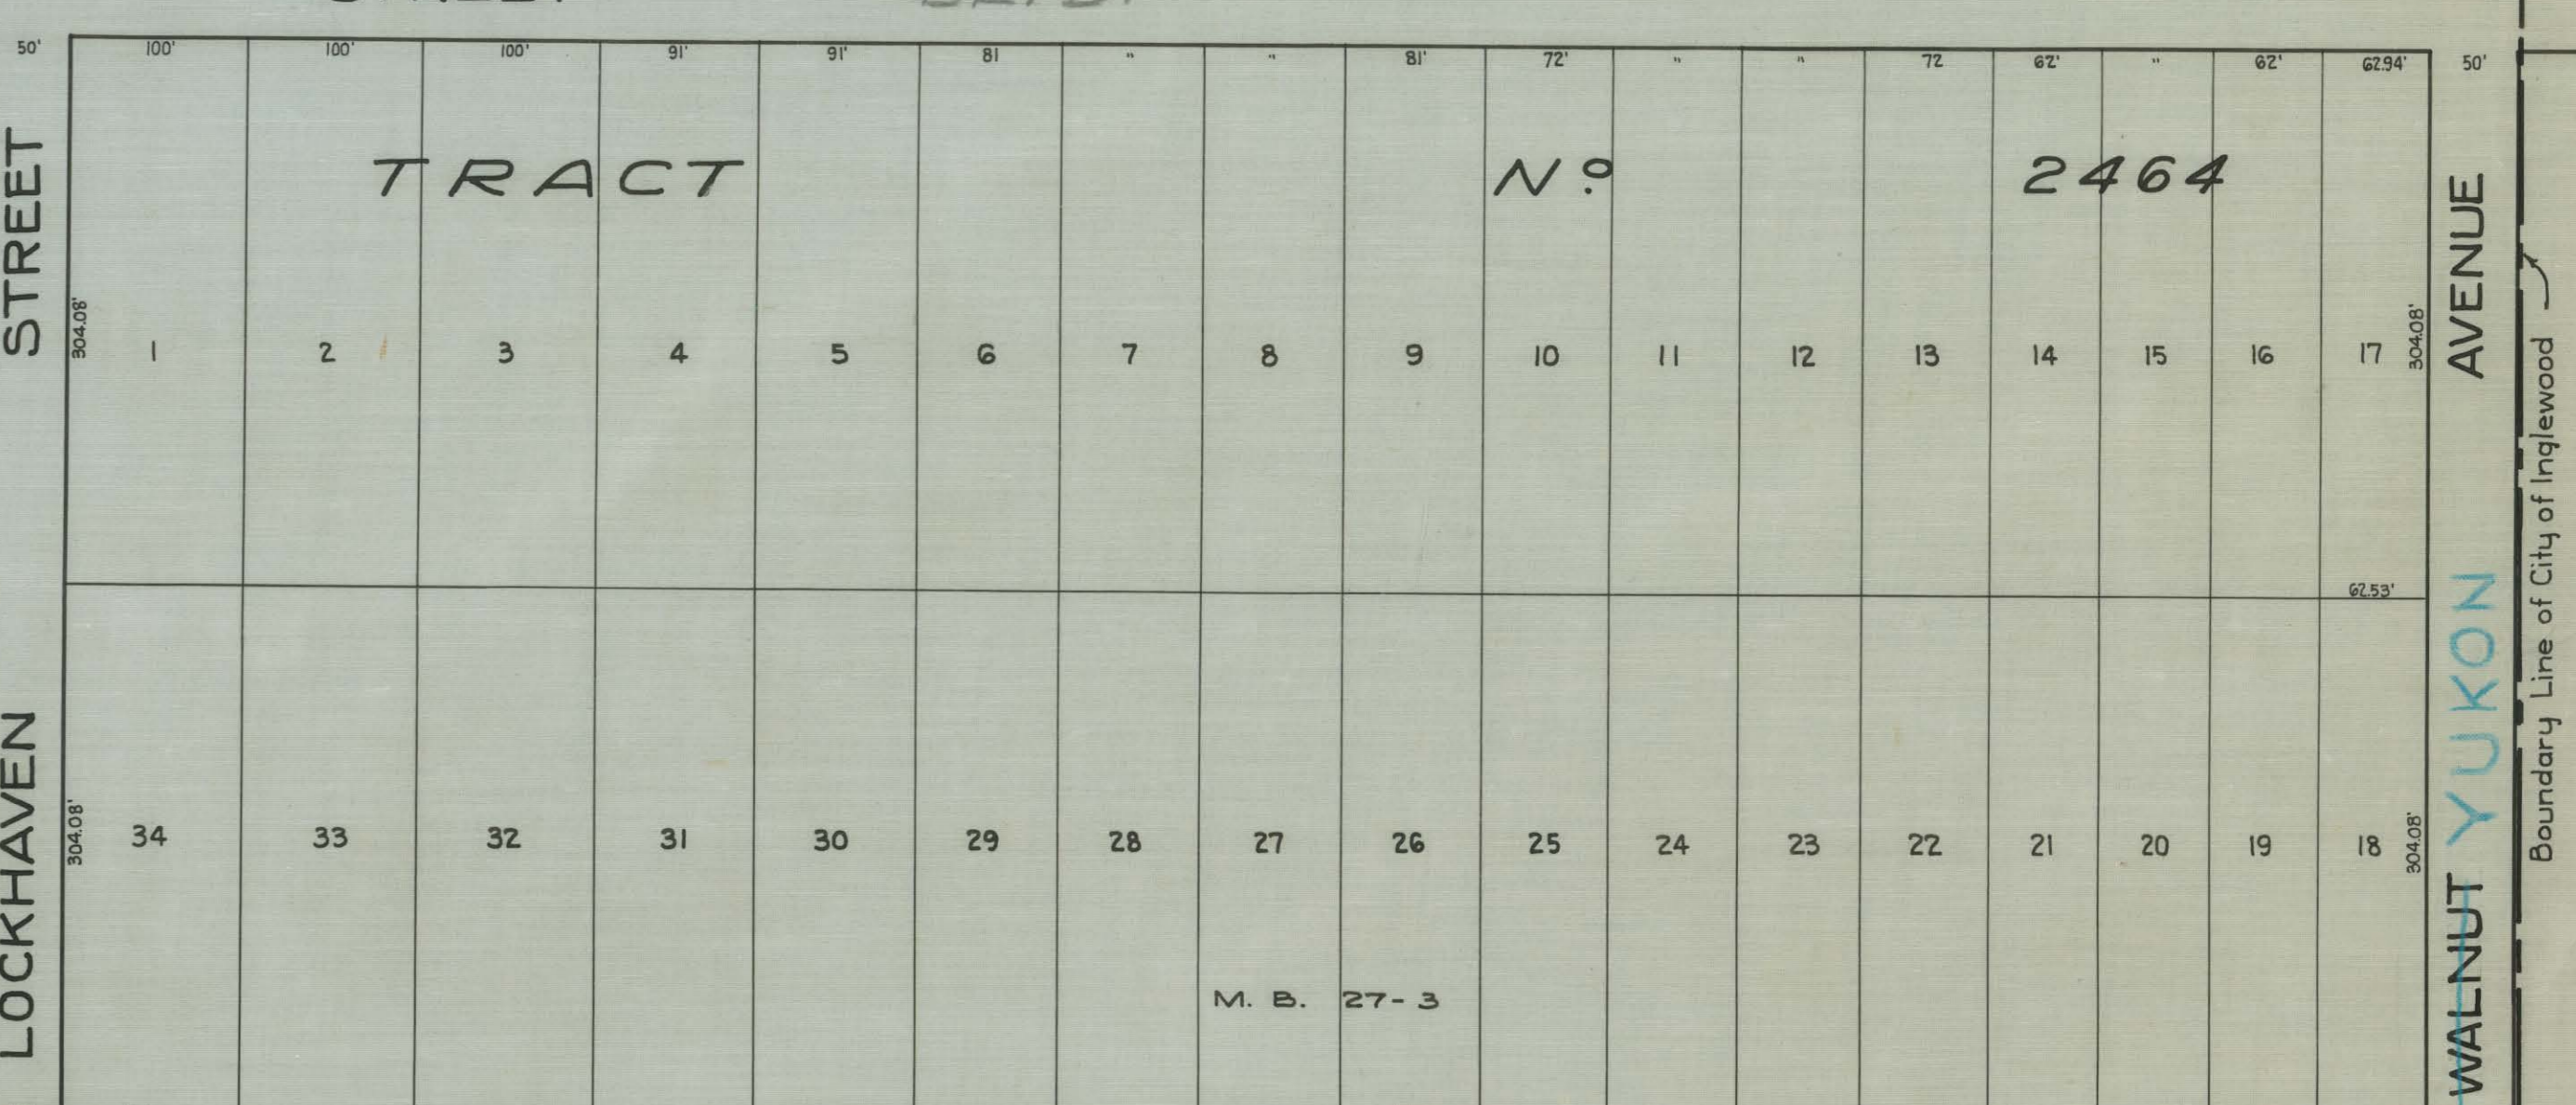 50' 100' 100' 100' 91' 91' 81 " " 81' 72' " " 72 62' " 62' 62.94' 50'
TRACT Nº 2464
STREET
AVENUE
304.08' 1 2 3 4 5 6 7 8 9 10 11 12 13 14 15 16 17 304.08'
62.53'
YUKON
Boundary Line of City of Inglewood
304.08' 34 33 32 31 30 29 28 27 26 25 24 23 22 21 20 19 18 304.08'
LOCKHAVEN
WALNUT
M. B. 27-3